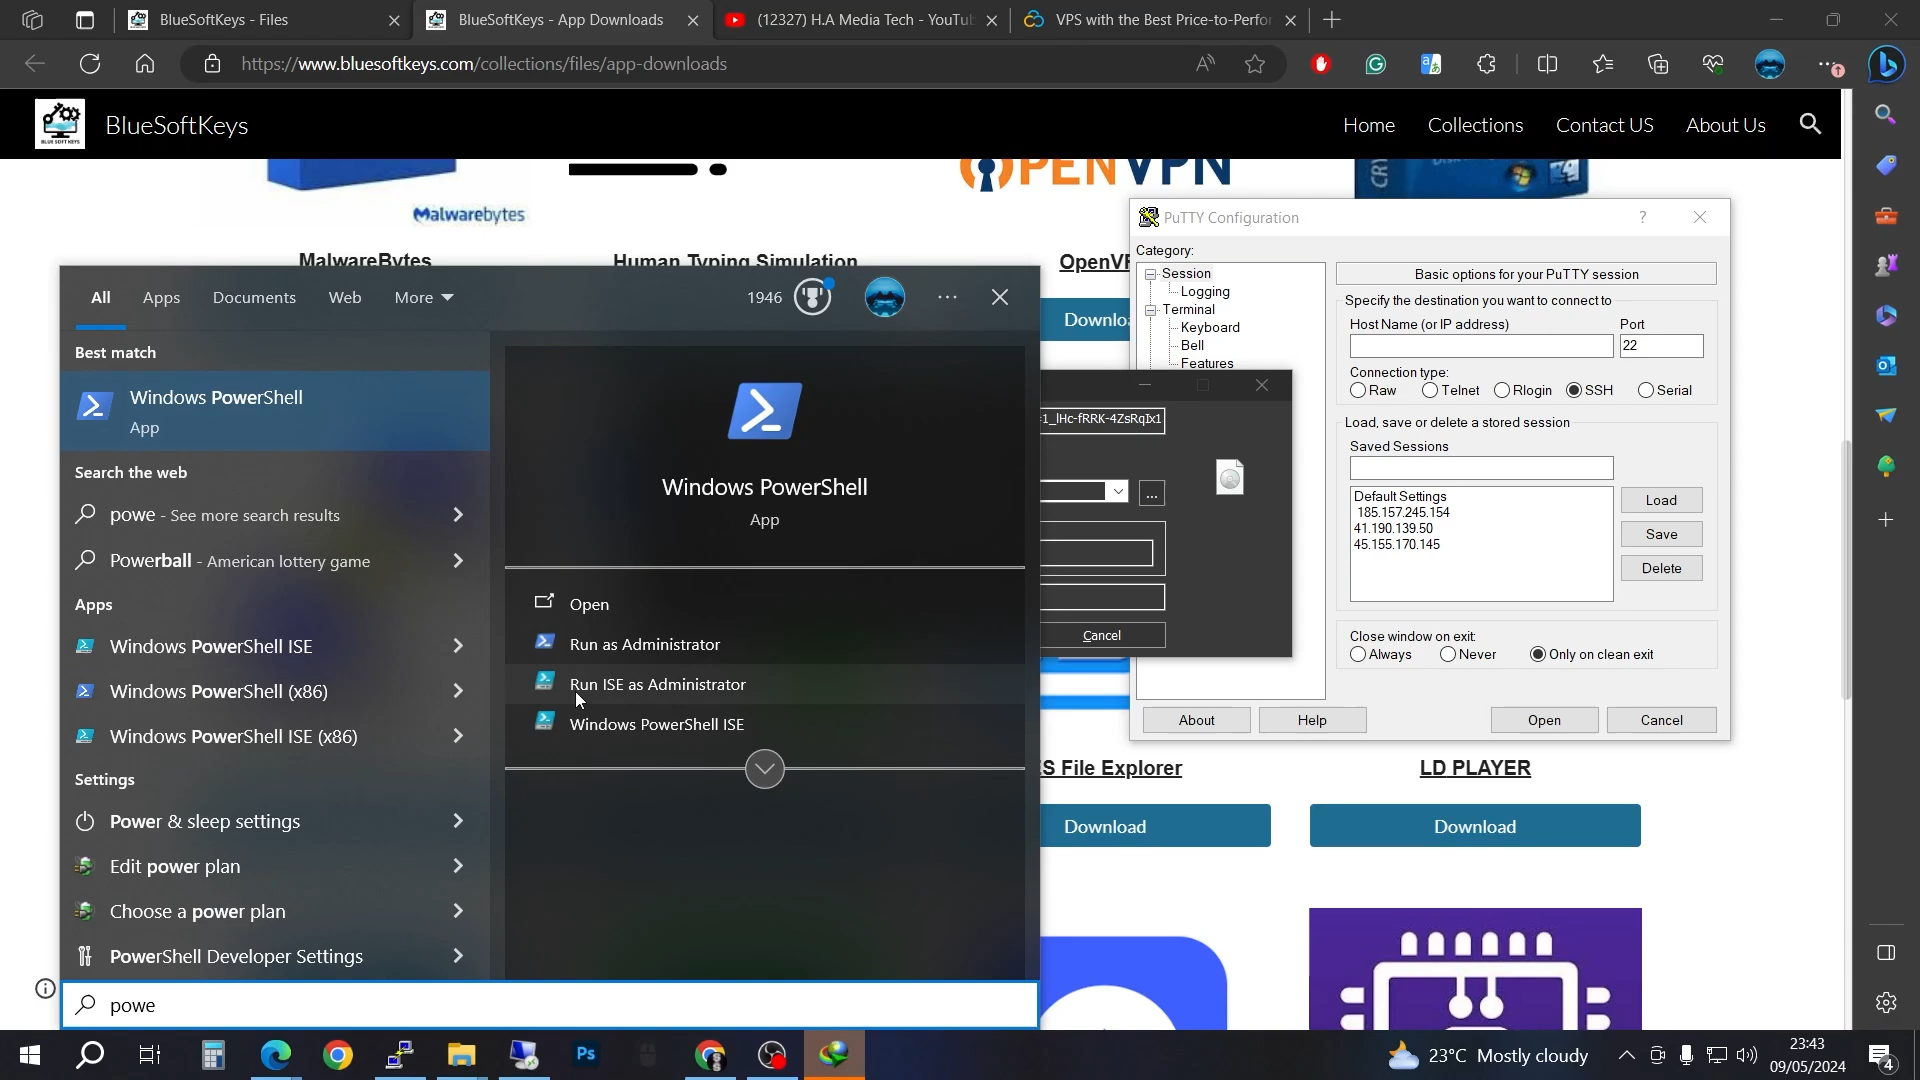 BlueSoftKeys - Files
BlueSoftKeys - App Downloads
(12327) H.A Media Tech - YouTu
VPS with the Best Price-to-Perfo
https://www.bluesoftkeys.com/collections/files/app-downloads
BLUE SOFT KEYS
BlueSoftKeys
Home
Collections
Contact US
About Us
OPENVPN
Malwarebytes
MalwareBytes
Human Typing Simulation
OpenVP
Downloa
PuTTY Configuration
?
Category:
Session
Logging
Terminal
Keyboard
Bell
Features
Basic options for your PuTTY session
Specify the destination you want to connect to
Host Name (or IP address)
Port
22
Connection type:
Raw
Telnet
Rlogin
SSH
Serial
Load, save or delete a stored session
Saved Sessions
Default Settings
185.157.245.154
41.190.139.50
45.155.170.145
Load
Save
Delete
Close window on exit:
Always
Never
Only on clean exit
About
Help
Open
Cancel
...
Cancel
All
Apps
Documents
Web
More
1946
Best match
Windows PowerShell
App
Search the web
powe - See more search results
Powerball - American lottery game
Apps
Windows PowerShell ISE
Windows PowerShell (x86)
Windows PowerShell ISE (x86)
Settings
Power & sleep settings
Edit power plan
Choose a power plan
PowerShell Developer Settings
Windows PowerShell
App
Open
Run as Administrator
Run ISE as Administrator
Windows PowerShell ISE
powe
S File Explorer
Download
LD PLAYER
Download
Ps
23°C Mostly cloudy
23:43
09/05/2024
4